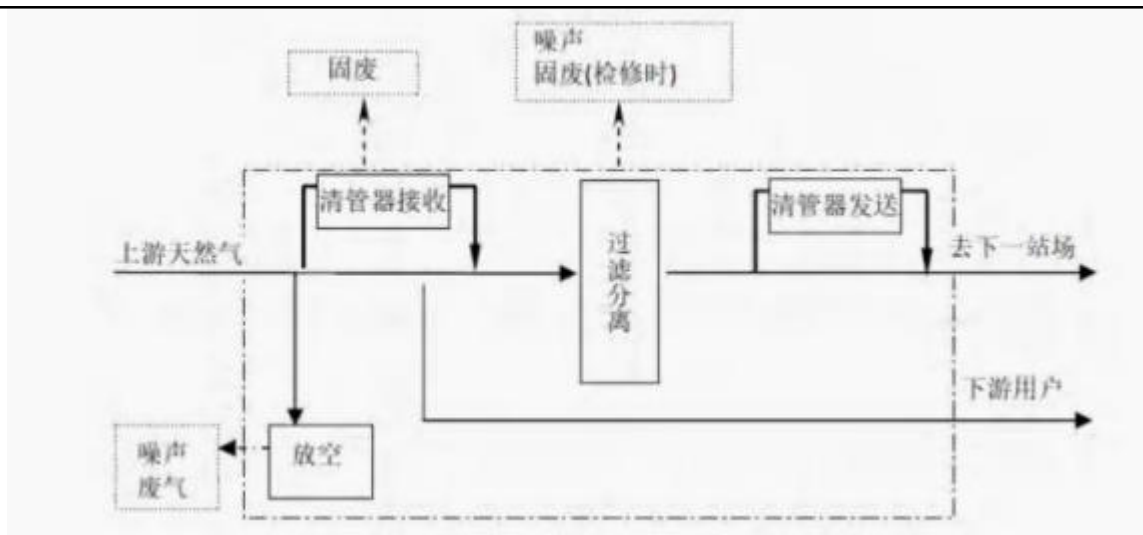 固废
噪声
固废(检修时)
清管器接收
清管器发送
上游天然气
过滤分离
去下一站场
下游用户
噪声
废气
放空